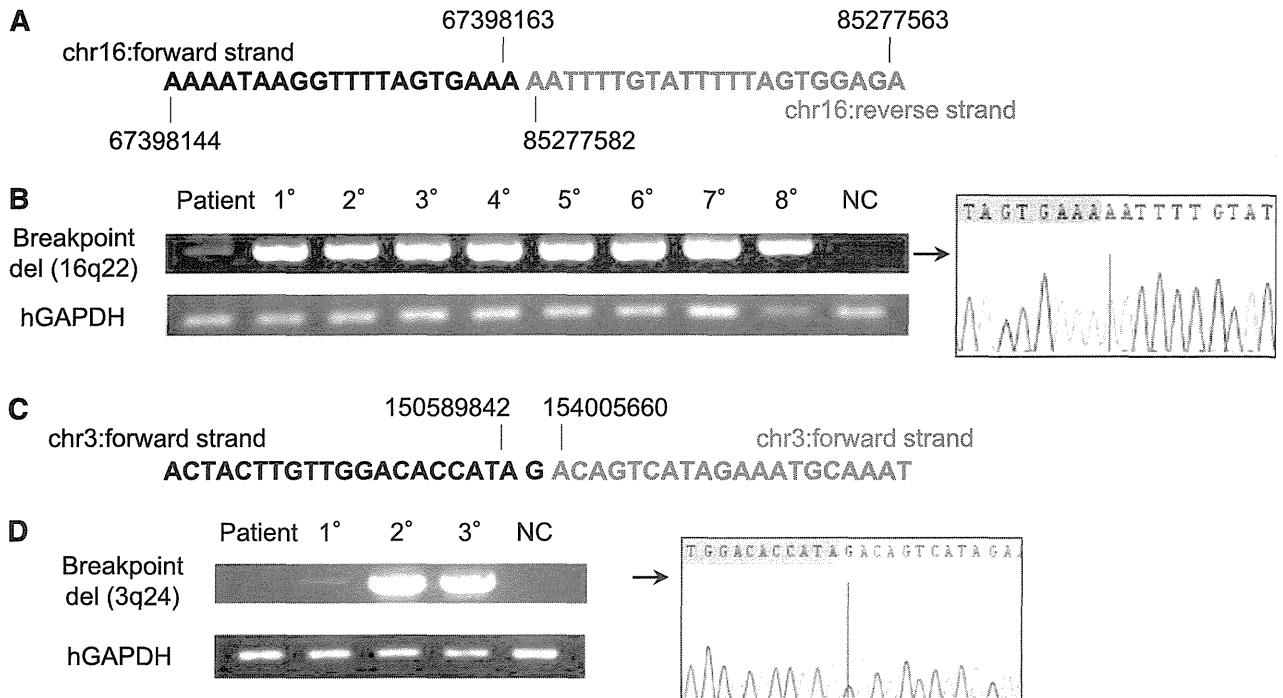 A
67398163 85277563
chr16:forward strand
AAAATAAGGTTTTAGTGAAA AATTTTGTATTTTTAGTGGAGA
chr16:reverse strand
67398144 85277582
B
Patient 1° 2° 3° 4° 5° 6° 7° 8° NC
Breakpoint
del (16q22)
hGAPDH
TAGTGAAAAATTTTGTAT
C
150589842 154005660
chr3:forward strand chr3:forward strand
ACTACTTGTTGGACACCATA G ACAGTCATAGAAATGCAAAT
D
Patient 1° 2° 3° NC
Breakpoint
del (3q24)
hGAPDH
TGGACACCATAGACAGTCATAGA